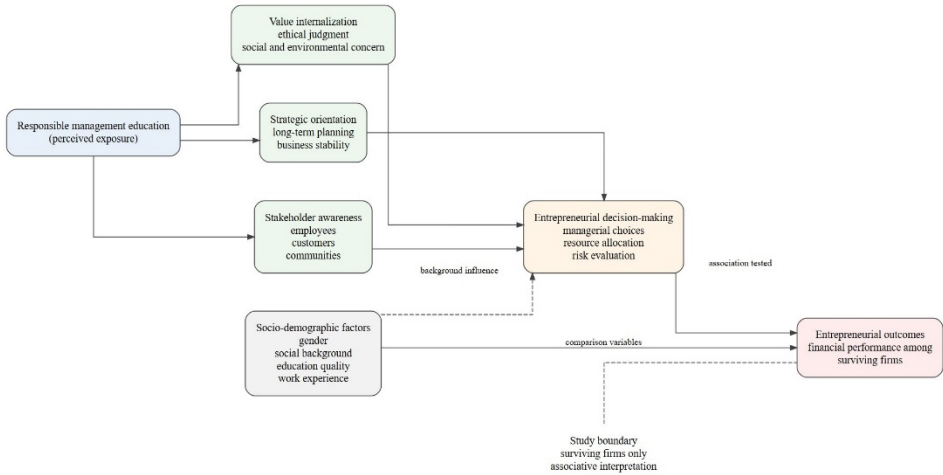 Value internalization
ethical judgment
social and environmental concern
Responsible management education
(perceived exposure)
Strategic orientation
long-term planning
business stability
Stakeholder awareness
employees
customers
communities
Entrepreneurial decision-making
managerial choices
resource allocation
risk evaluation
background influence
association tested
Socio-demographic factors
gender
social background
education quality
work experience
comparison variables
Entrepreneurial outcomes
financial performance among
surviving firms
Study boundary
surviving firms only
associative interpretation